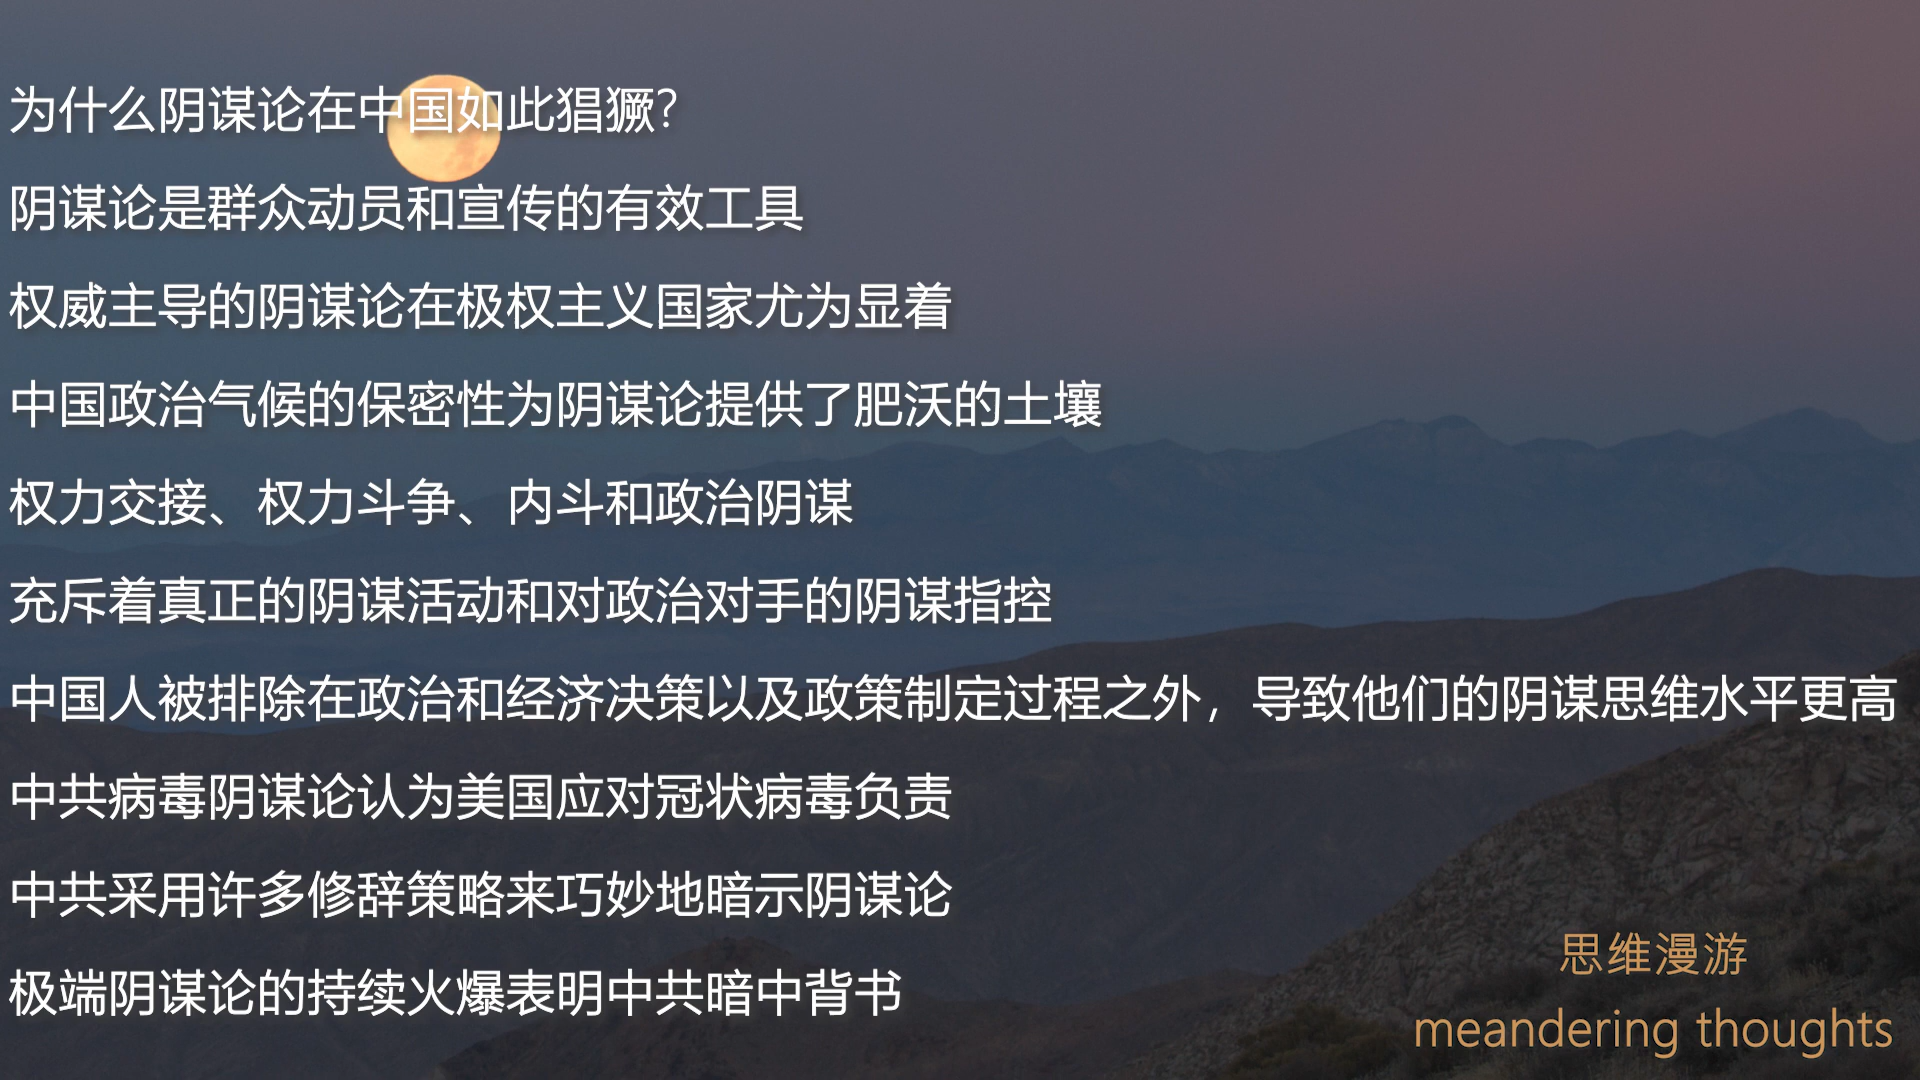 为什么阴谋论在中国如此猖獗?
阴谋论是群众动员和宣传的有效工具
权威主导的阴谋论在极权主义国家尤为显着
中国政治气候的保密性为阴谋论提供了肥沃的土壤
权力交接、权力斗争、内斗和政治阴谋
充斥着真正的阴谋活动和对政治对手的阴谋指控
中国人被排除在政治和经济决策以及政策制定过程之外，导致他们的阴谋思维水平更高
中共病毒阴谋论认为美国应对冠状病毒负责
中共采用许多修辞策略来巧妙地暗示阴谋论
极端阴谋论的持续火爆表明中共暗中背书
思维漫游
meandering thoughts